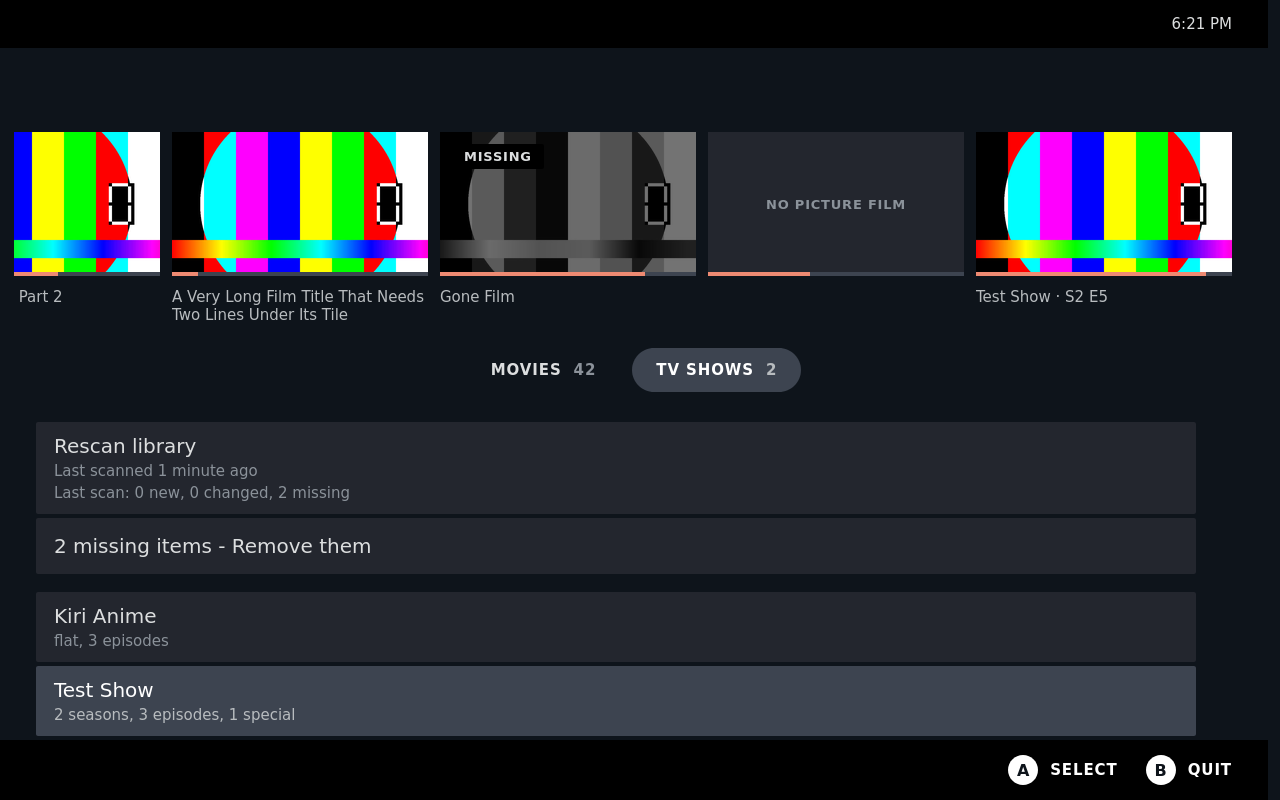 6:21 PM
MISSING
NO PICTURE FILM
Part 2
A Very Long Film Title That Needs
Two Lines Under Its Tile
Gone Film
Test Show · S2 E5
MOVIES 42
TV SHOWS 2
Rescan library
Last scanned 1 minute ago
Last scan: 0 new, 0 changed, 2 missing
2 missing items - Remove them
Kiri Anime
flat, 3 episodes
Test Show
2 seasons, 3 episodes, 1 special
A SELECT
B QUIT